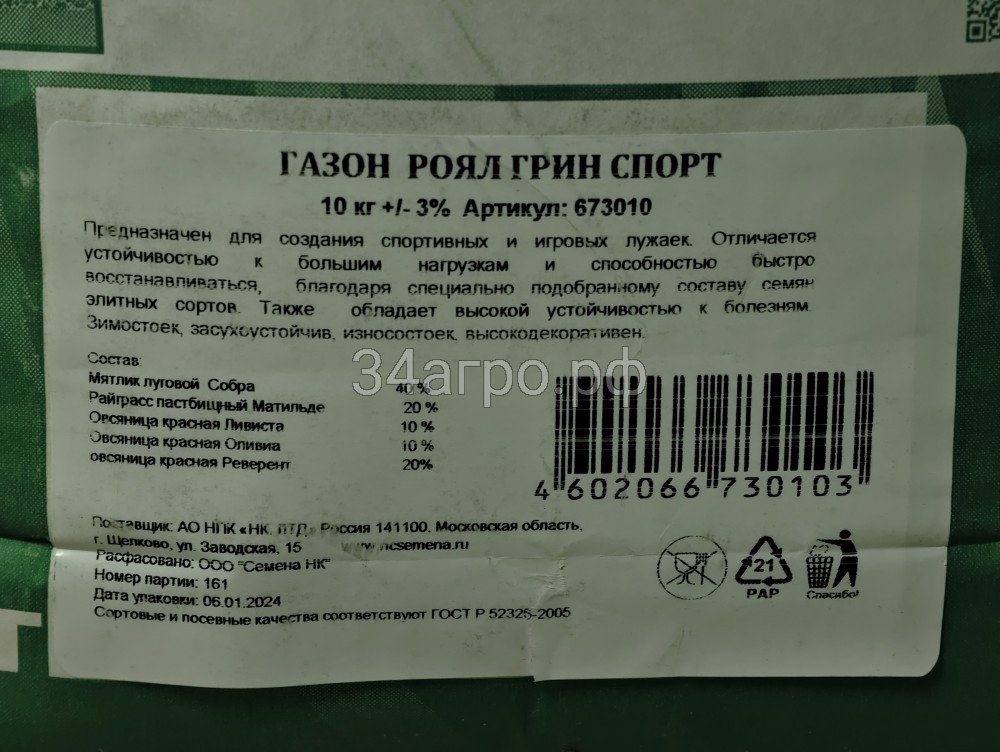 ГАЗОН РОЯЛ ГРИН СПОРТ
10 кг +/- 3% Артикул: 673010
Предназначен для создания спортивных и игровых лужаек. Отличается
устойчивостью к большим нагрузкам и способностью быстро
восстанавливаться, благодаря специально подобранному составу семян
элитных сортов. Также обладает высокой устойчивостью к болезням.
Зимостоек, засухоустойчив, износостоек, высокодекоративен.
Состав:
Мятлик луговой Собра 40 %
Райграсс пастбищный Матильде 20 %
Овсяница красная Ливиста 10 %
Овсяница красная Оливиа 10 %
овсяница красная Реверент 20%
34агро.рф
4 602066 730103
Поставщик: АО НПК «НК. ЛТД» Россия 141100. Московская область,
г. Щелково, ул. Заводская, 15 www.ncsemena.ru
Расфасовано: ООО "Семена НК"
Номер партии: 161
Дата упаковки: 06.01.2024
Сортовые и посевные качества соответствуют ГОСТ Р 52325-2005
21
PAP
Спасибо!
Т